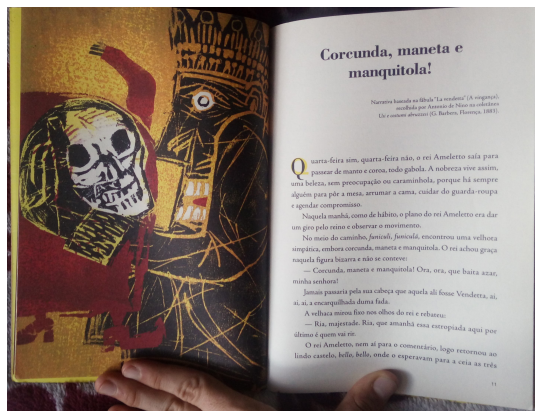 Corcunda, maneta e
manquitola!
Narrativa baseada na fábula "La vendetta" (A vingança),
recolhida por Antonio de Nino na coletânea
Usi e costumi abruzzesi (G. Barbera, Florença, 1883).
Quarta-feira sim, quarta-feira não, o rei Ameletto saía para
passear de manto e coroa, todo gabola. A nobreza vive assim,
uma beleza, sem preocupação ou caraminhola, porque há sempre
alguém para pôr a mesa, arrumar a cama, cuidar do guarda-roupa
e agendar compromisso.
Naquela manhã, como de hábito, o plano do rei Ameletto era dar
um giro pelo reino e observar o movimento.
No meio do caminho, funiculì, funiculà, encontrou uma velhota
simpática, embora corcunda, maneta e manquitola. O rei achou graça
naquela figura bizarra e não se conteve:
— Corcunda, maneta e manquitola! Ora, ora, que baita azar,
minha senhora!
Jamais passaria pela sua cabeça que aquela ali fosse Vendetta, ai,
ai, ai, a encarquilhada duma fada.
A velhaca mirou fixo nos olhos do rei e rebateu:
— Ria, majestade. Ria, que amanhã essa estropiada aqui por
último é quem vai rir.
O rei Ameletto, nem aí para o comentário, logo retornou ao
lindo castelo, bello, bello, onde o esperavam para a ceia as três
11